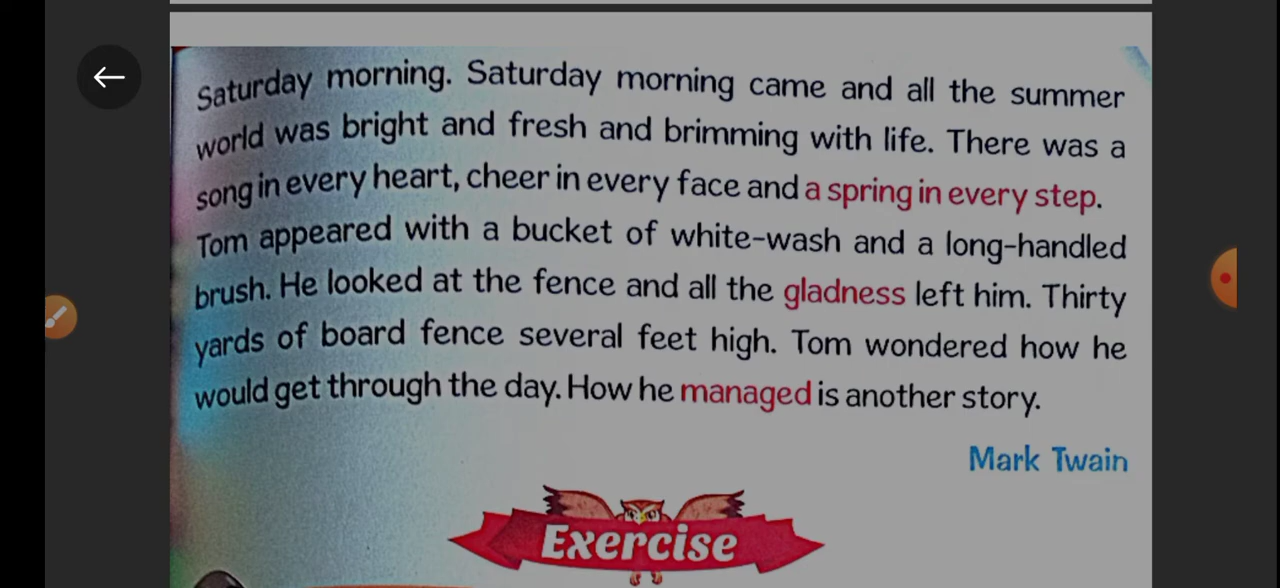 Saturday morning. Saturday morning came and all the summer
world was bright and fresh and brimming with life. There was a
song in every heart, cheer in every face and a spring in every step.
Tom appeared with a bucket of white-wash and a long-handled
brush. He looked at the fence and all the gladness left him. Thirty
yards of board fence several feet high. Tom wondered how he
would get through the day. How he managed is another story.
Mark Twain
Exercise